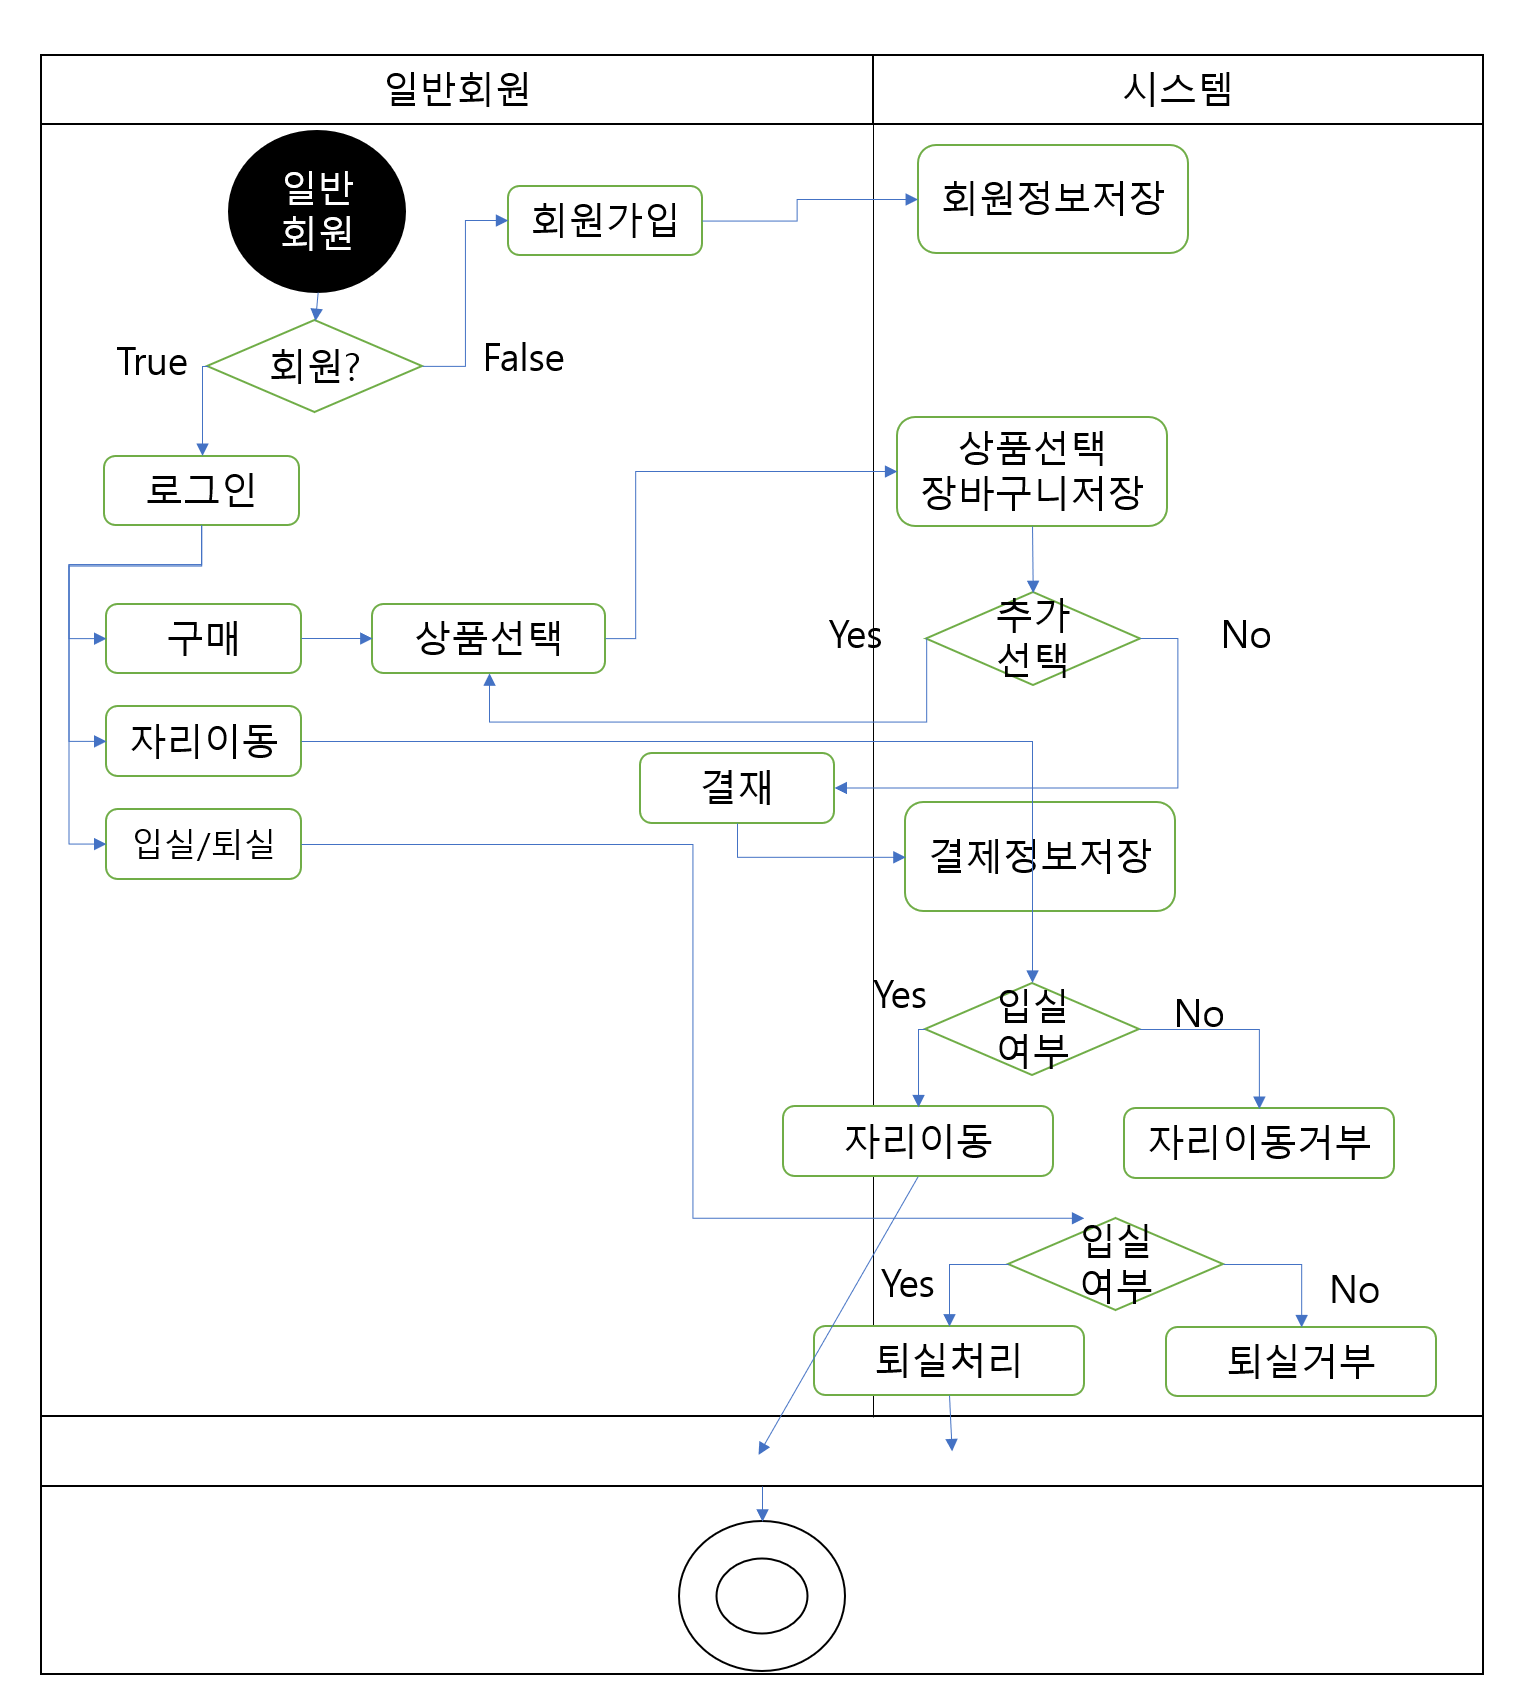 일반회원
시스템
일반
회원
회원가입
회원정보저장
회원?
True
False
로그인
상품선택
장바구니저장
구매
상품선택
Yes
추가
선택
No
자리이동
결재
입실/퇴실
결제정보저장
Yes
입실
여부
No
자리이동
자리이동거부
입실
여부
Yes
No
퇴실처리
퇴실거부